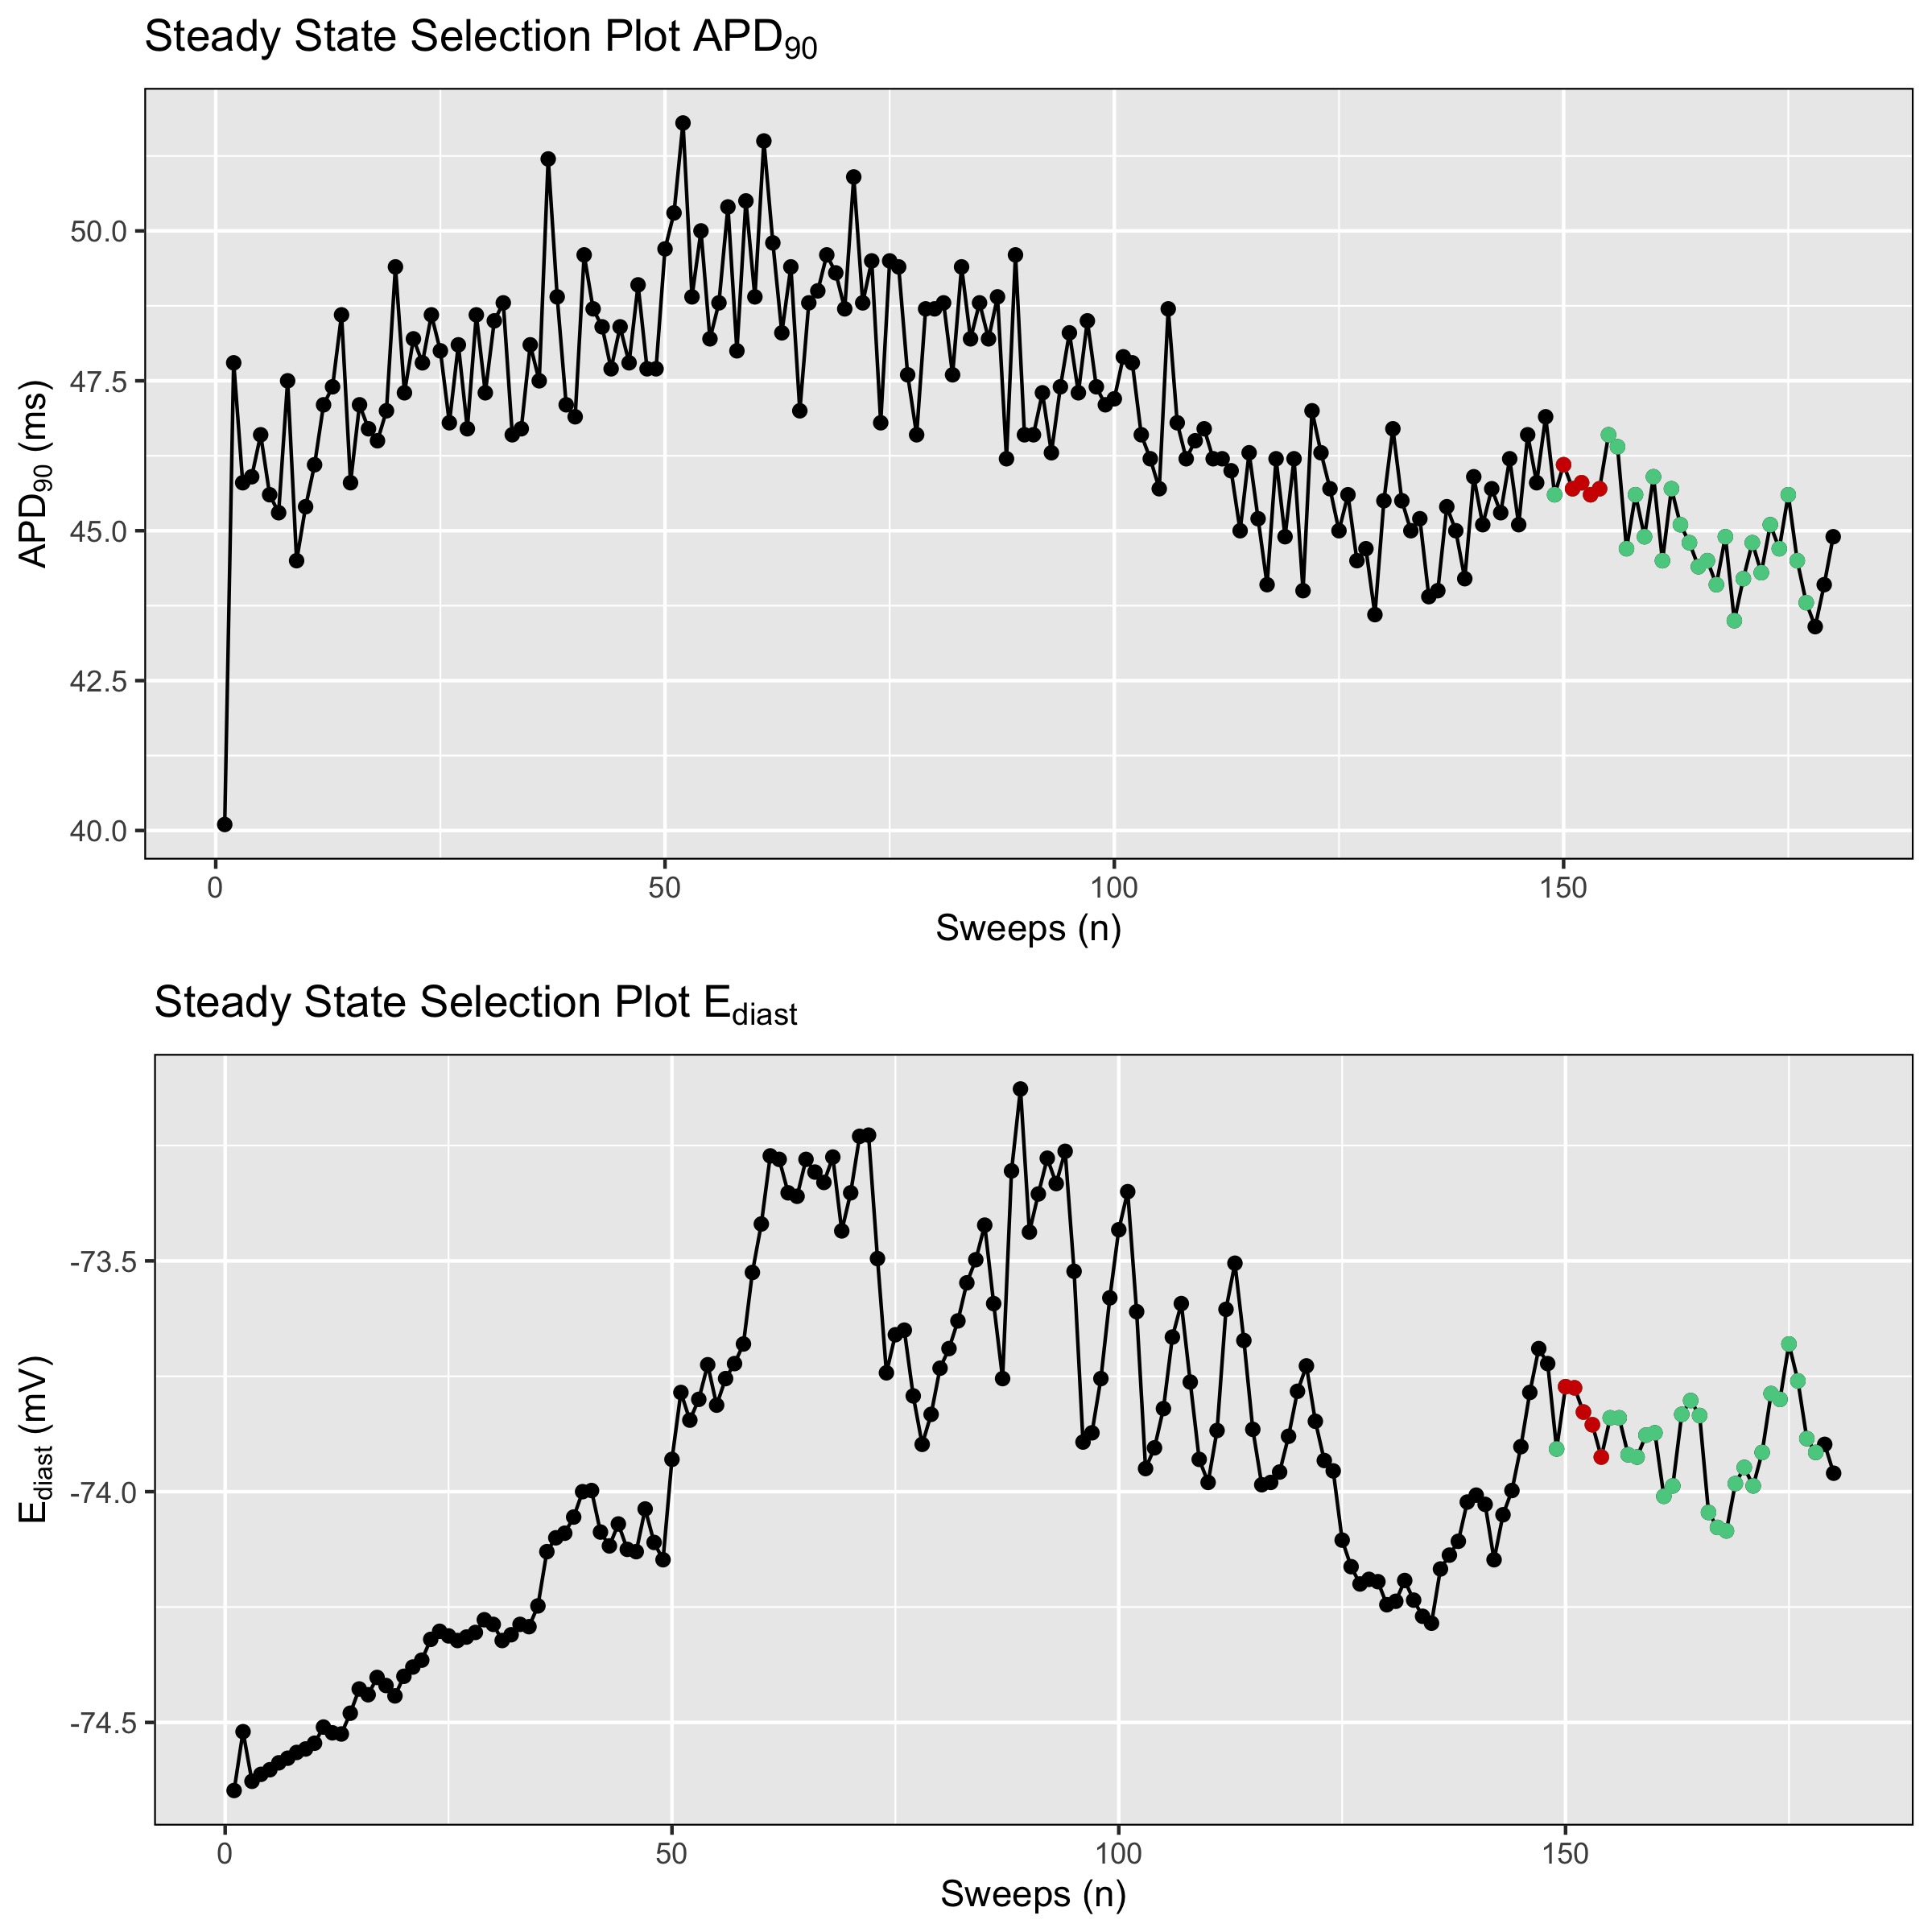 Steady State Selection Plot APD90
APD90 (ms)
50.0
47.5
45.0
42.5
40.0
0 50 100 150
Sweeps (n)
Steady State Selection Plot Ediast
Ediast (mV)
-73.5
-74.0
-74.5
0 50 100 150
Sweeps (n)